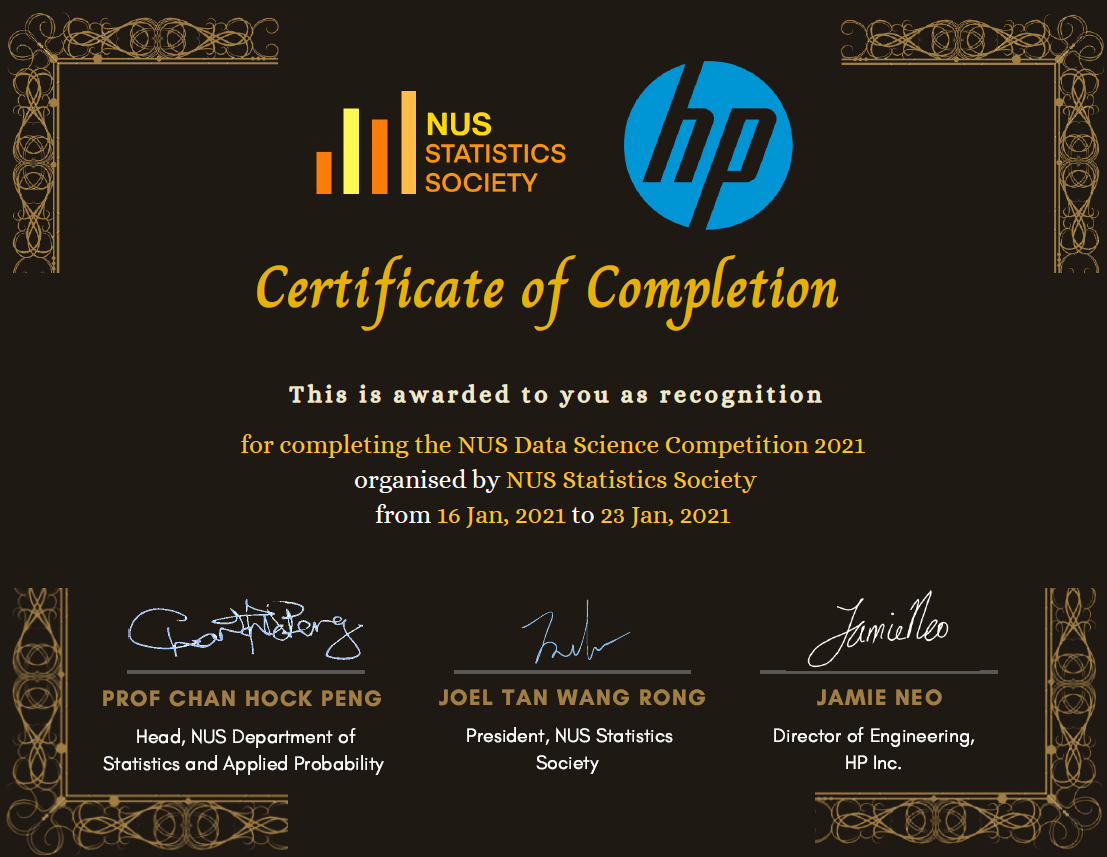 NUS
STATISTICS
SOCIETY
hp
Certificate of Completion
This is awarded to you as recognition
for completing the NUS Data Science Competition 2021
organised by NUS Statistics Society
from 16 Jan, 2021 to 23 Jan, 2021
Jamie Neo
PROF CHAN HOCK PENG
JOEL TAN WANG RONG
JAMIE NEO
Head, NUS Department of
Statistics and Applied Probability
President, NUS Statistics
Society
Director of Engineering,
HP Inc.